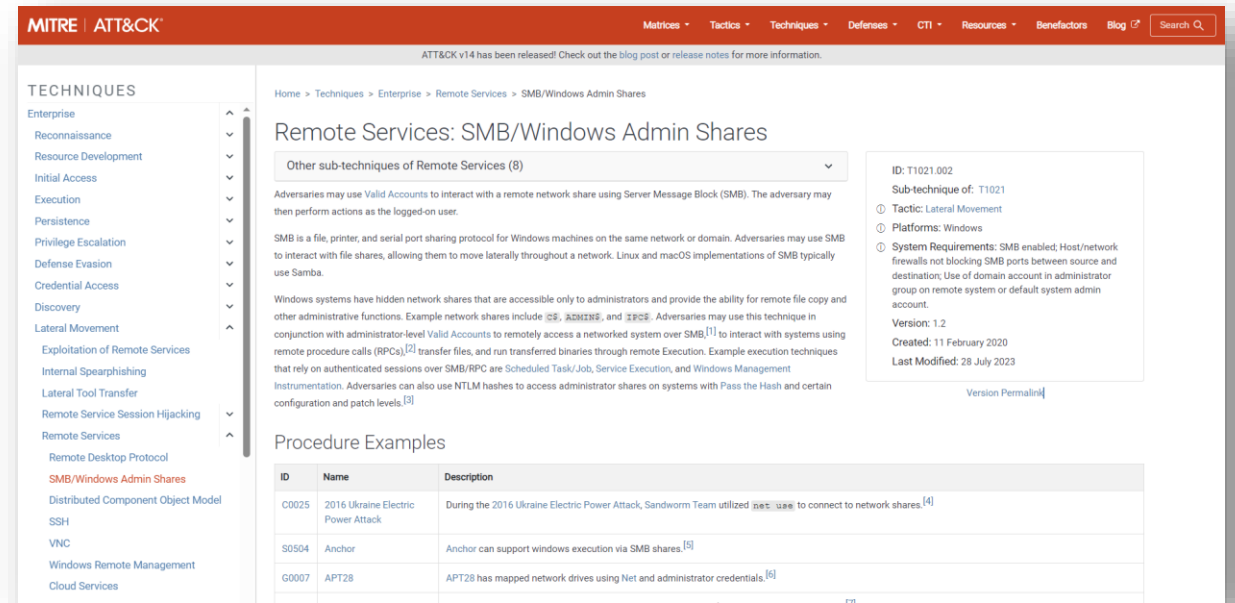 MITRE | ATT&CK®
Matrices
Tactics
Techniques
Defenses
CTI
Resources
Benefactors
Blog
Search
ATT&CK v14 has been released! Check out the blog post or release notes for more information.
TECHNIQUES
Enterprise
Reconnaissance
Resource Development
Initial Access
Execution
Persistence
Privilege Escalation
Defense Evasion
Credential Access
Discovery
Lateral Movement
Exploitation of Remote Services
Internal Spearphishing
Lateral Tool Transfer
Remote Service Session Hijacking
Remote Services
Remote Desktop Protocol
SMB/Windows Admin Shares
Distributed Component Object Model
SSH
VNC
Windows Remote Management
Cloud Services
Home > Techniques > Enterprise > Remote Services > SMB/Windows Admin Shares
Remote Services: SMB/Windows Admin Shares
Other sub-techniques of Remote Services (8)
Adversaries may use Valid Accounts to interact with a remote network share using Server Message Block (SMB). The adversary may
then perform actions as the logged-on user.
SMB is a file, printer, and serial port sharing protocol for Windows machines on the same network or domain. Adversaries may use SMB
to interact with file shares, allowing them to move laterally throughout a network. Linux and macOS implementations of SMB typically
use Samba.
Windows systems have hidden network shares that are accessible only to administrators and provide the ability for remote file copy and
other administrative functions. Example network shares include C$, ADMIN$, and IPC$. Adversaries may use this technique in
conjunction with administrator-level Valid Accounts to remotely access a networked system over SMB,[1] to interact with systems using
remote procedure calls (RPCs),[2] transfer files, and run transferred binaries through remote Execution. Example execution techniques
that rely on authenticated sessions over SMB/RPC are Scheduled Task/Job, Service Execution, and Windows Management
Instrumentation. Adversaries can also use NTLM hashes to access administrator shares on systems with Pass the Hash and certain
configuration and patch levels.[3]
ID: T1021.002
Sub-technique of: T1021
Tactic: Lateral Movement
Platforms: Windows
System Requirements: SMB enabled; Host/network
firewalls not blocking SMB ports between source and
destination; Use of domain account in administrator
group on remote system or default system admin
account.
Version: 1.2
Created: 11 February 2020
Last Modified: 28 July 2023
Version Permalink
Procedure Examples
ID Name Description
C0025 2016 Ukraine Electric Power Attack During the 2016 Ukraine Electric Power Attack, Sandworm Team utilized net use to connect to network shares.[4]
S0504 Anchor Anchor can support windows execution via SMB shares.[5]
G0007 APT28 APT28 has mapped network drives using Net and administrator credentials.[6]
[7]